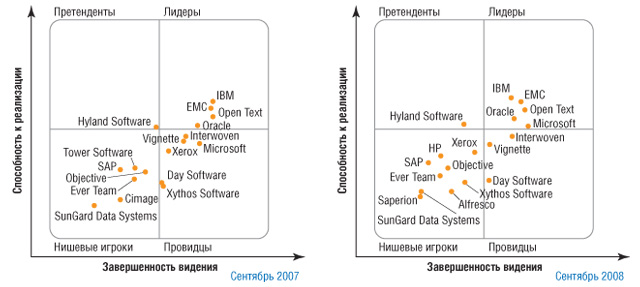 Претенденты
Лидеры
Способность к реализации
IBM
EMC
Open Text
Hyland Software
Oracle
Vignette
Interwoven
Microsoft
Xerox
Tower Software
SAP
Objective
Ever Team
Day Software
Xythos Software
Cimage
SunGard Data Systems
Нишевые игроки
Провидцы
Завершенность видения
Сентябрь 2007
Претенденты
Лидеры
Способность к реализации
IBM
EMC
Open Text
Oracle
Hyland Software
Microsoft
Interwoven
Xerox
Vignette
HP
SAP
Objective
Ever Team
Day Software
Xythos Software
Saperion
Alfresco
SunGard Data Systems
Нишевые игроки
Провидцы
Завершенность видения
Сентябрь 2008